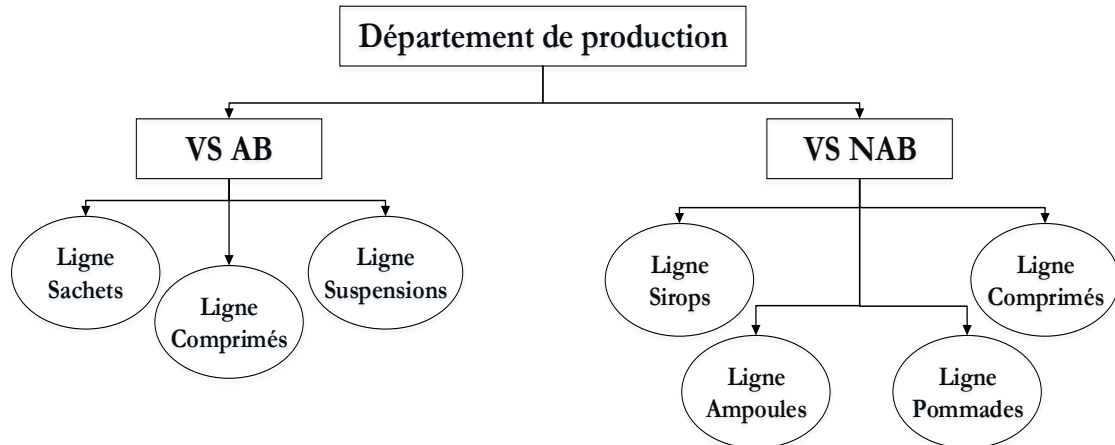 Département de production
VS AB
VS NAB
Ligne
Sachets
Ligne
Comprimés
Ligne
Suspensions
Ligne
Sirops
Ligne
Ampoules
Ligne
Pommades
Ligne
Comprimés